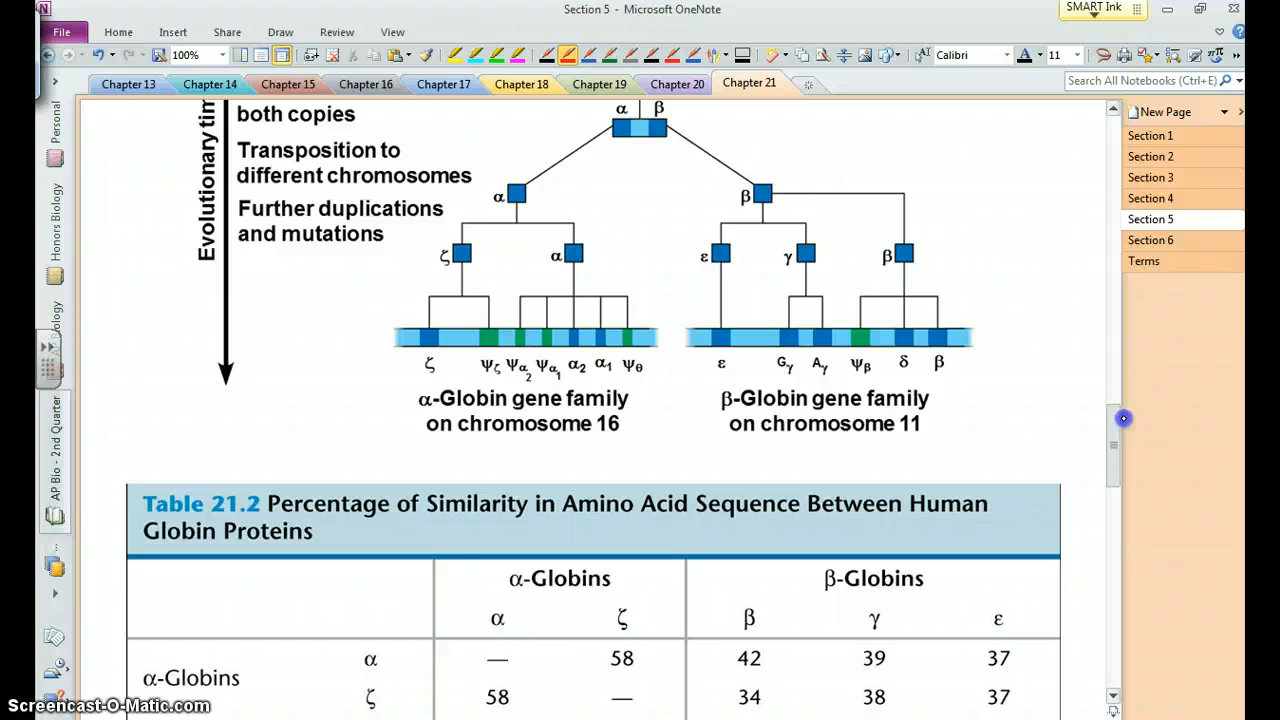 Section 5 - Microsoft OneNote
SMART Ink
File Home Insert Share Draw Review View
100% Calibri 11
Chapter 13 Chapter 14 Chapter 15 Chapter 16 Chapter 17 Chapter 18 Chapter 19 Chapter 20 Chapter 21
Search All Notebooks (Ctrl+E)
Personal
Honors Biology
AP Bio - 2nd Quarter
New Page
Section 1
Section 2
Section 3
Section 4
Section 5
Section 6
Terms
Evolutionary tim
both copies
Transposition to
different chromosomes
Further duplications
and mutations
α β
α β
ζ α ε γ β
ζ ψζ ψα2 ψα1 α2 α1 ψθ
ε Gγ Aγ ψβ δ β
α-Globin gene family
on chromosome 16
β-Globin gene family
on chromosome 11
Table 21.2 Percentage of Similarity in Amino Acid Sequence Between Human
Globin Proteins
α-Globins β-Globins
α ζ β γ ε
α-Globins
α — 58 42 39 37
ζ 58 — 34 38 37
Screencast-O-Matic.com